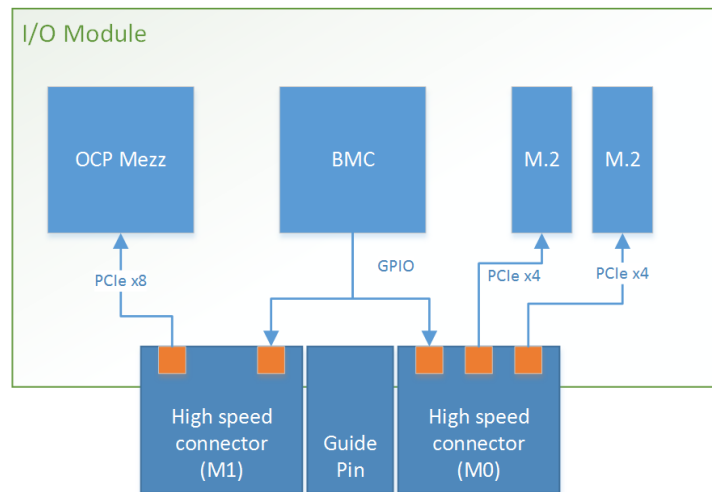 I/O Module
OCP Mezz
BMC
M.2
M.2
PCIe x8
GPIO
PCIe x4
PCIe x4
High speed
connector
(M1)
Guide
Pin
High speed
connector
(M0)